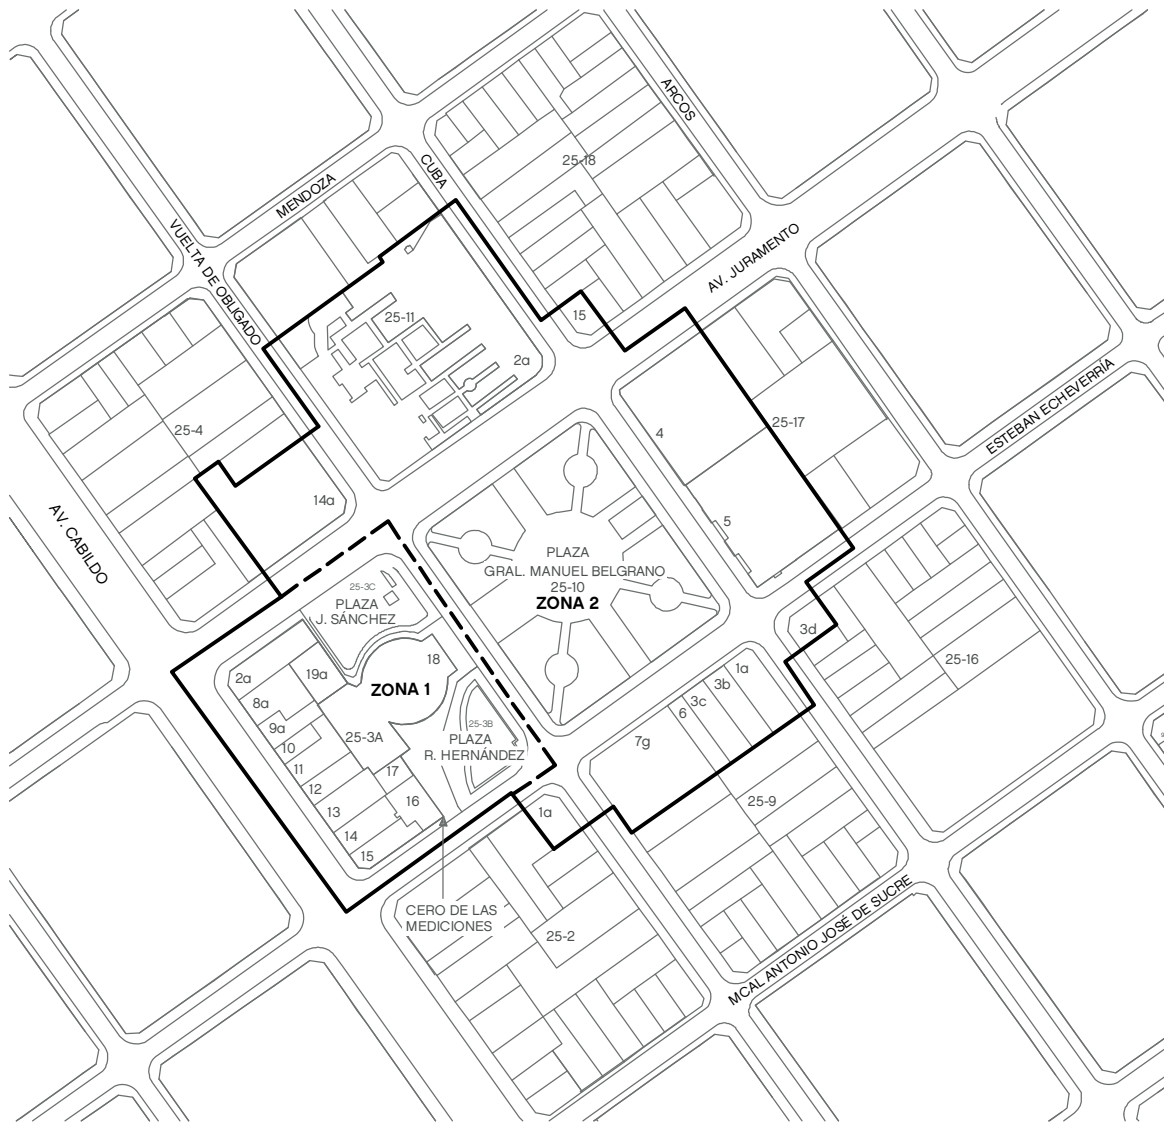 ARCOS
25-18
CUBA
MENDOZA
VUELTA DE OBLIGADO
AV. JURAMENTO
15
25-11
2a
ESTEBAN ECHEVERRÍA
25-4
4
25-17
14a
5
AV. CABILDO
PLAZA
GRAL. MANUEL BELGRANO
25-10
ZONA 2
25-3C
PLAZA
J. SÁNCHEZ
3d
18
1a
25-16
2a
19a
ZONA 1
3b
8a
3c
6
9a
25-3B
10
25-3A
PLAZA
R. HERNÁNDEZ
7g
11
17
12
16
25-9
13
1a
14
15
CERO DE LAS
MEDICIONES
25-2
MCAL ANTONIO JOSÉ DE SUCRE